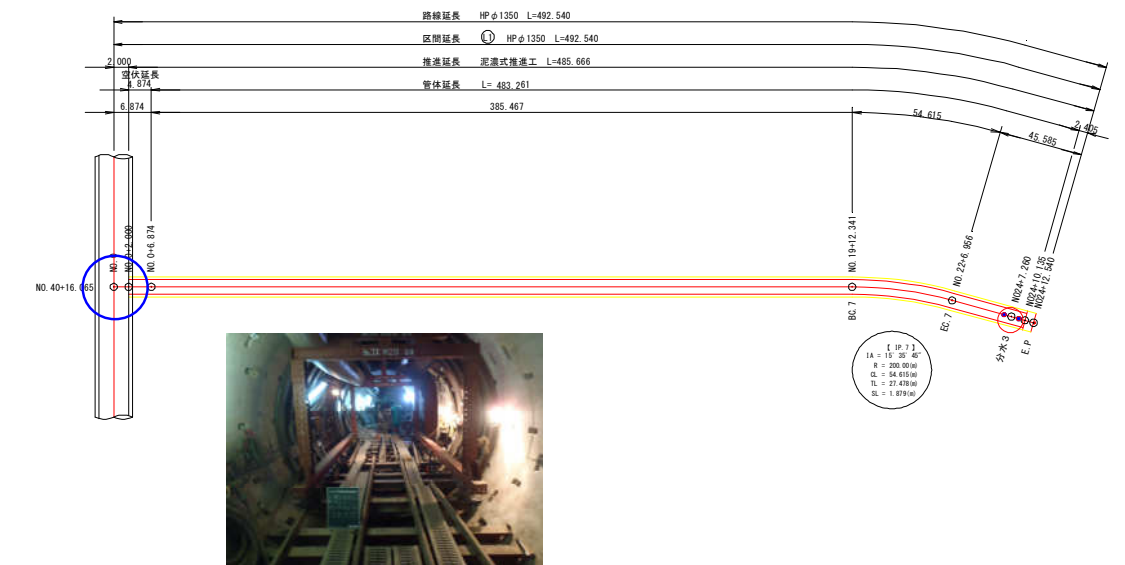 路線延長 HPφ1350 L=492.540
区間延長 L1 HPφ1350 L=492.540
2.000 推進延長 泥濃式推進工 L=485.666
空伏延長
4.874 管体延長 L= 483.261
6.874 385.467 54.615 45.585 2.405
NO.0+2.000
NO.0+6.874
NO.19+12.341
NO.22+6.956
NO24+7.260
NO24+10.135
NO24+12.540
NO.40+16.065
BC.7
EC.7
分水3
E.P
【 IP.7 】
IA = 15° 35' 45"
R = 200.00(m)
CL = 54.615(m)
TL = 27.478(m)
SL = 1.879(m)